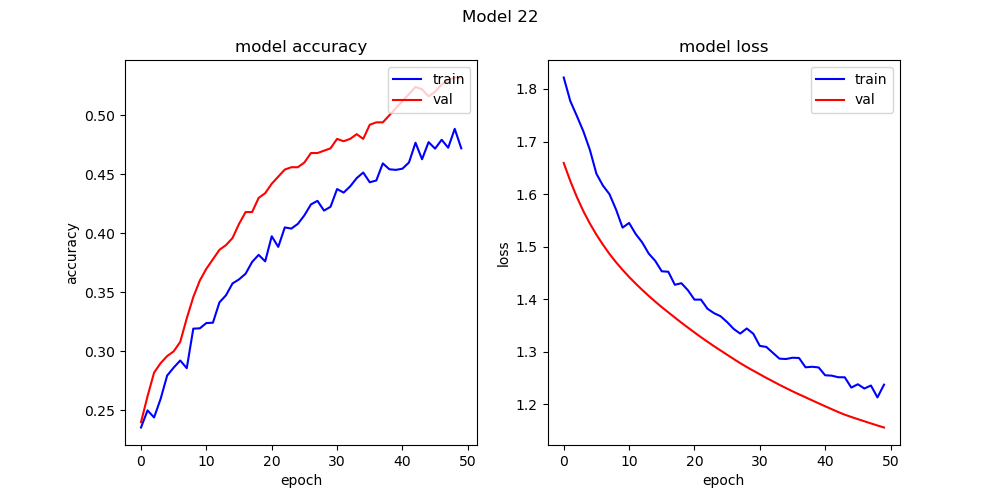 Model 22
model accuracy
train
val
0.50
0.45
0.40
0.35
0.30
0.25
accuracy
0 10 20 30 40 50
epoch
model loss
train
val
1.8
1.7
1.6
1.5
1.4
1.3
1.2
loss
0 10 20 30 40 50
epoch